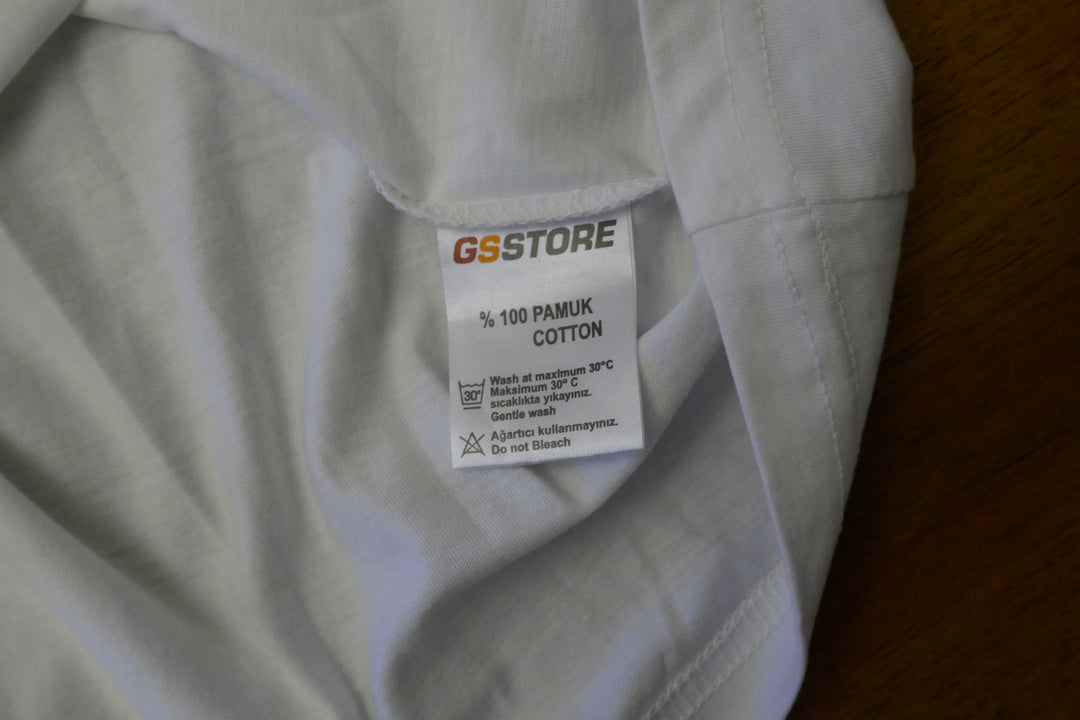 GSSTORE
% 100 PAMUK
COTTON
30°
Wash at maximum 30°C
Maksimum 30° C
sıcaklıkta yıkayınız.
Gentle wash
Ağartıcı kullanmayınız.
Do not Bleach